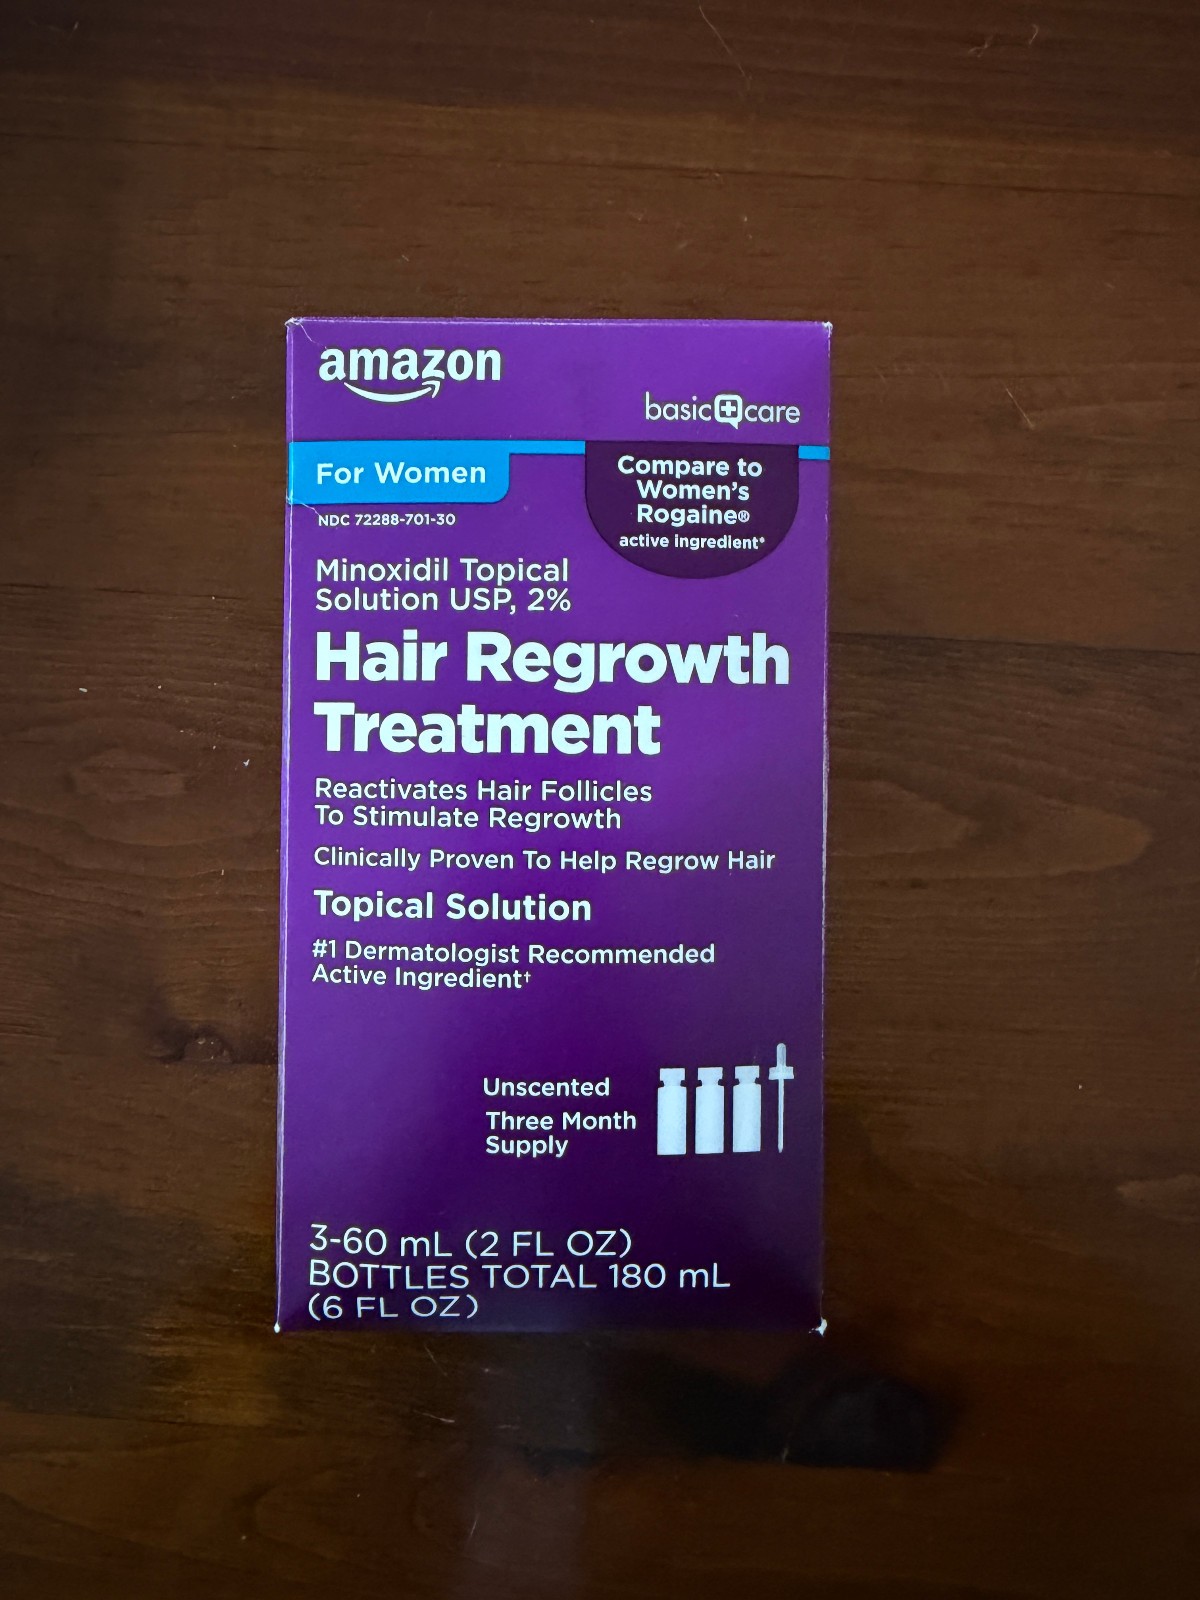 amazon
basic care
For Women
Compare to
Women's
Rogaine®
active ingredient*
NDC 72288-701-30
Minoxidil Topical
Solution USP, 2%
Hair Regrowth
Treatment
Reactivates Hair Follicles
To Stimulate Regrowth
Clinically Proven To Help Regrow Hair
Topical Solution
#1 Dermatologist Recommended
Active Ingredient†
Unscented
Three Month
Supply
3-60 mL (2 FL OZ)
BOTTLES TOTAL 180 mL
(6 FL OZ)